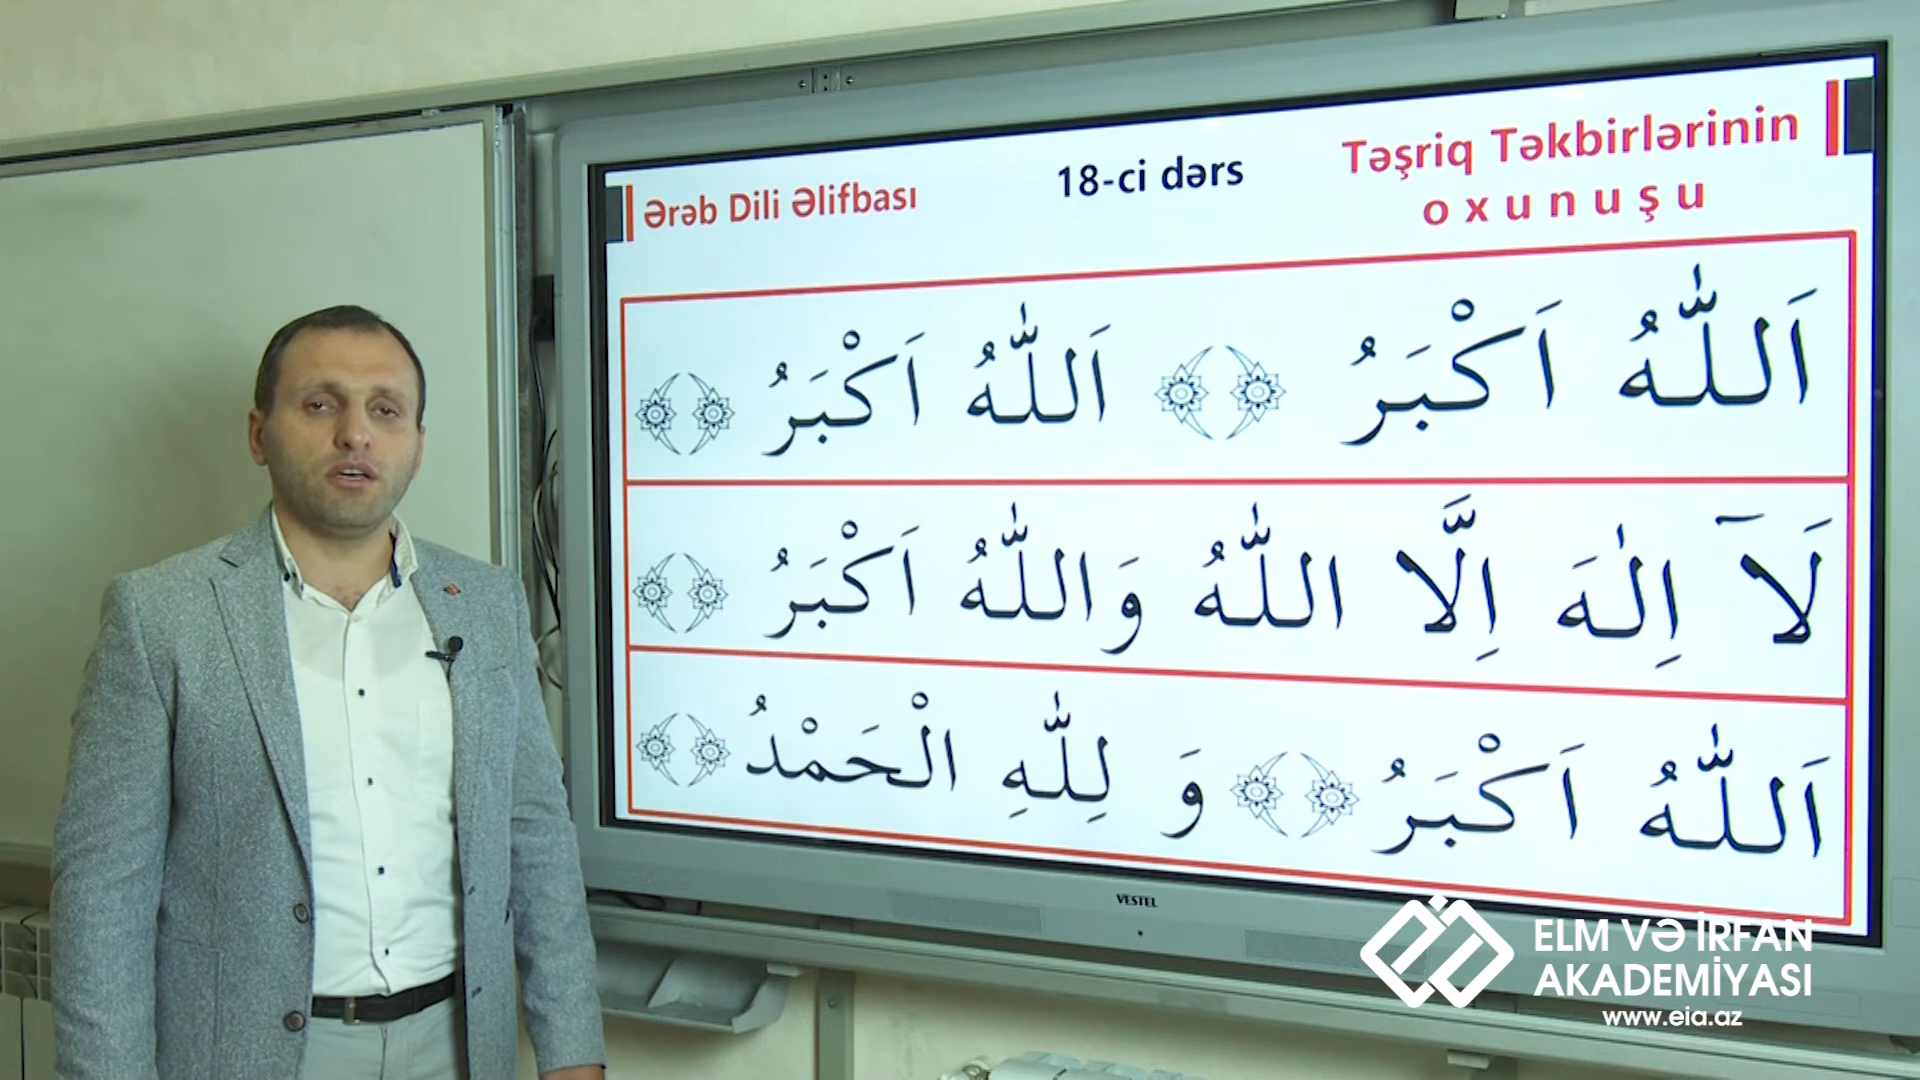 Ərəb Dili Əlifbası
18-ci dərs
Təşriq Təkbirlərinin
oxunuşu
اَللّٰهُ اَكْبَرُ اَللّٰهُ اَكْبَرُ
لَآ اِلٰهَ اِلَّا اللّٰهُ وَاللّٰهُ اَكْبَرُ
اَللّٰهُ اَكْبَرُ وَ لِلّٰهِ الْحَمْدُ
VESTEL
ELM VƏ İRFAN
AKADEMİYASI
www.eia.az